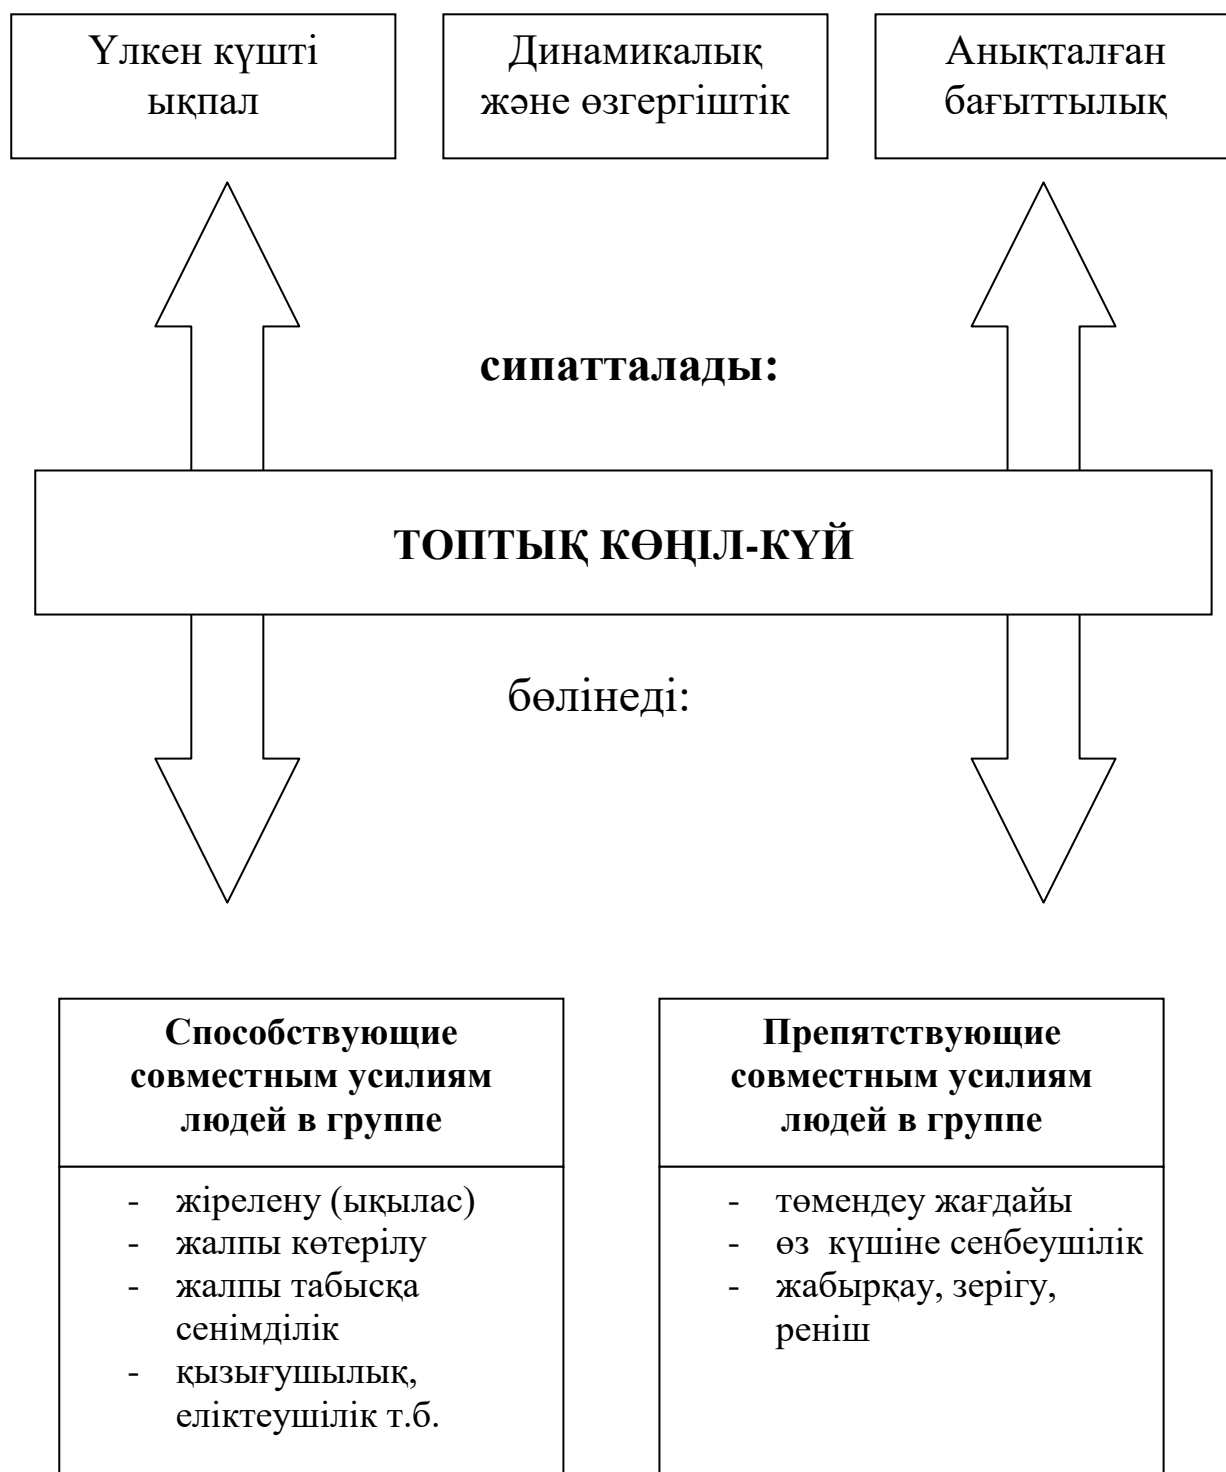 Үлкен күшті
ықпал
Динамикалық
және өзгергіштік
Анықталған
бағыттылық
сипатталады:
ТОПТЫҚ КӨҢІЛ-КҮЙ
бөлінеді:
Способствующие
совместным усилиям
людей в группе
- жірелену (ықылас)
- жалпы көтерілу
- жалпы табысқа
сенімділік
- қызығушылық,
еліктеушілік т.б.
Препятствующие
совместным усилиям
людей в группе
- төмендеу жағдайы
- өз  күшіне сенбеушілік
- жабырқау, зерігу,
реніш